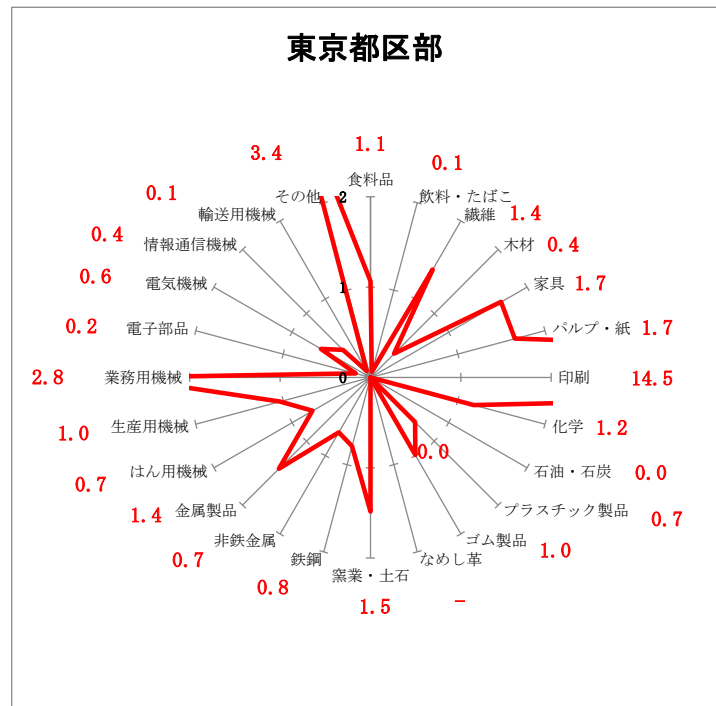 東京都区部
3.4
1.1
0.1
0.1
食料品
その他
2
飲料・たばこ
輸送用機械
繊維
1.4
0.4
情報通信機械
木材
0.4
0.6
電気機械
1
家具
1.7
0.2
電子部品
パルプ・紙
1.7
2.8
業務用機械
0
印刷
14.5
1.0
生産用機械
化学
1.2
0.7
はん用機械
0.0
石油・石炭
0.0
1.4
金属製品
プラスチック製品
0.7
0.7
非鉄金属
ゴム製品
1.0
0.8
鉄鋼
窯業・土石
なめし革
1.5
−